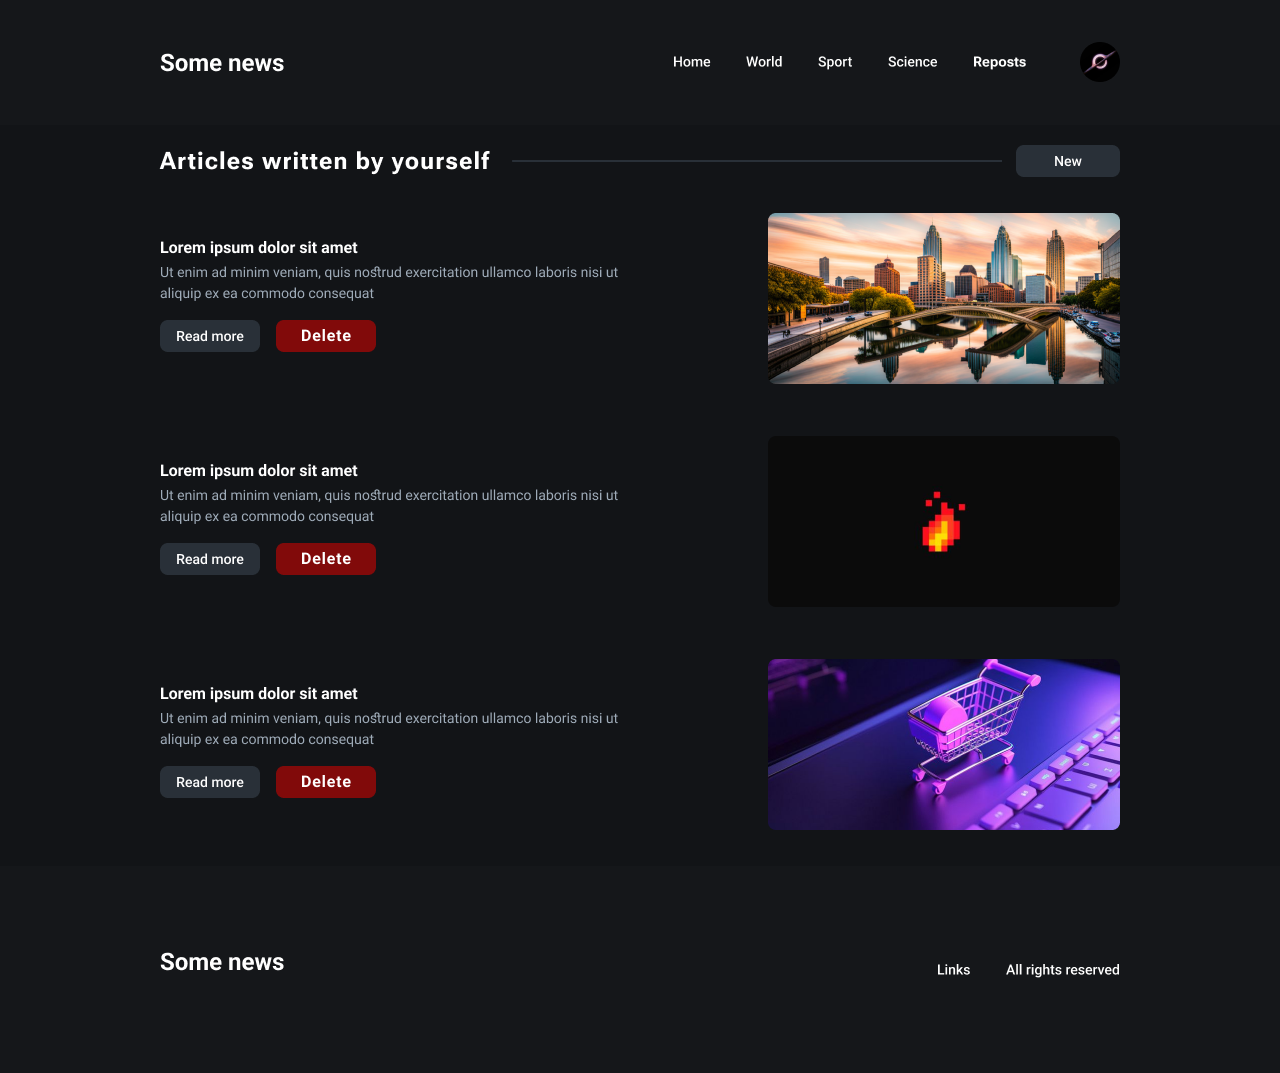 Some news
Home World Sport Science Reposts
Articles written by yourself
New
Lorem ipsum dolor sit amet
Ut enim ad minim veniam, quis nostrud exercitation ullamco laboris nisi ut
aliquip ex ea commodo consequat
Read more Delete
Lorem ipsum dolor sit amet
Ut enim ad minim veniam, quis nostrud exercitation ullamco laboris nisi ut
aliquip ex ea commodo consequat
Read more Delete
Lorem ipsum dolor sit amet
Ut enim ad minim veniam, quis nostrud exercitation ullamco laboris nisi ut
aliquip ex ea commodo consequat
Read more Delete
Some news
Links All rights reserved